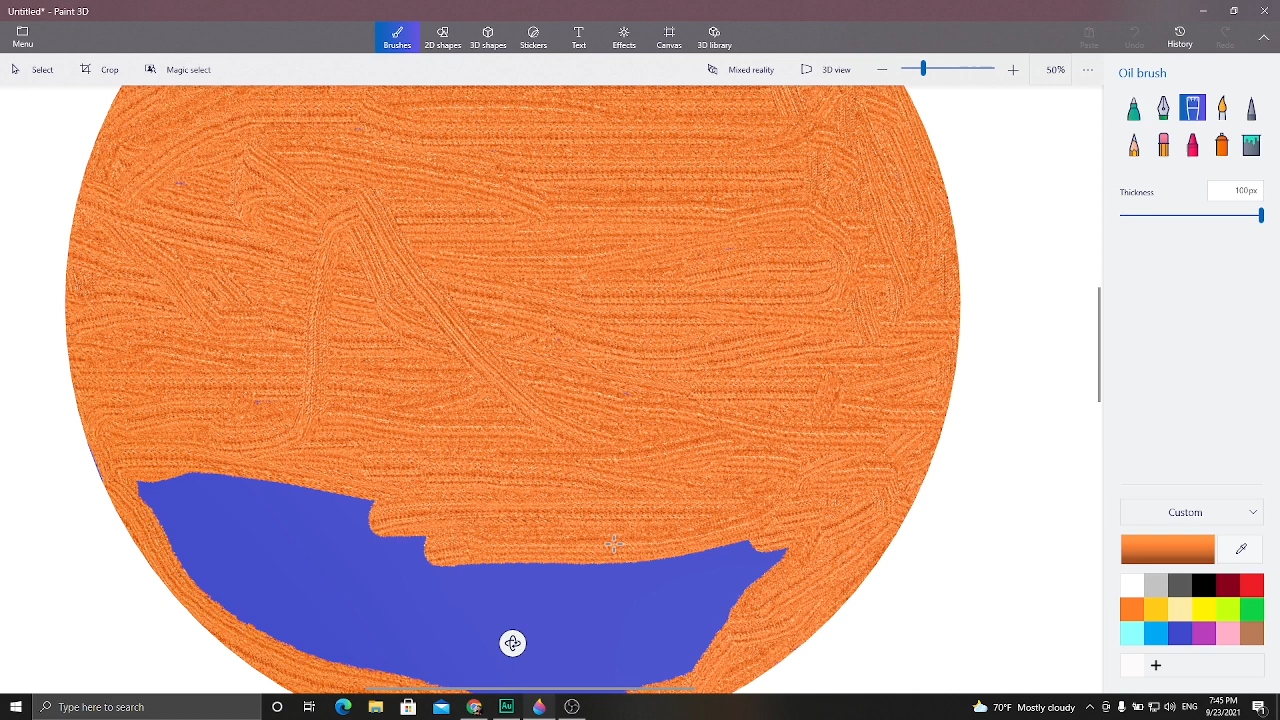 Untitled* - Paint 3D
Menu
Brushes
2D shapes
3D shapes
Stickers
Text
Effects
Canvas
3D library
Paste
Undo
History
Redo
Select
Crop
Magic select
Mixed reality
3D view
50%
Oil brush
Thickness
100px
Custom
Type here to search
Au
70°F Mostly cloudy
7:45 PM
9/23/2021